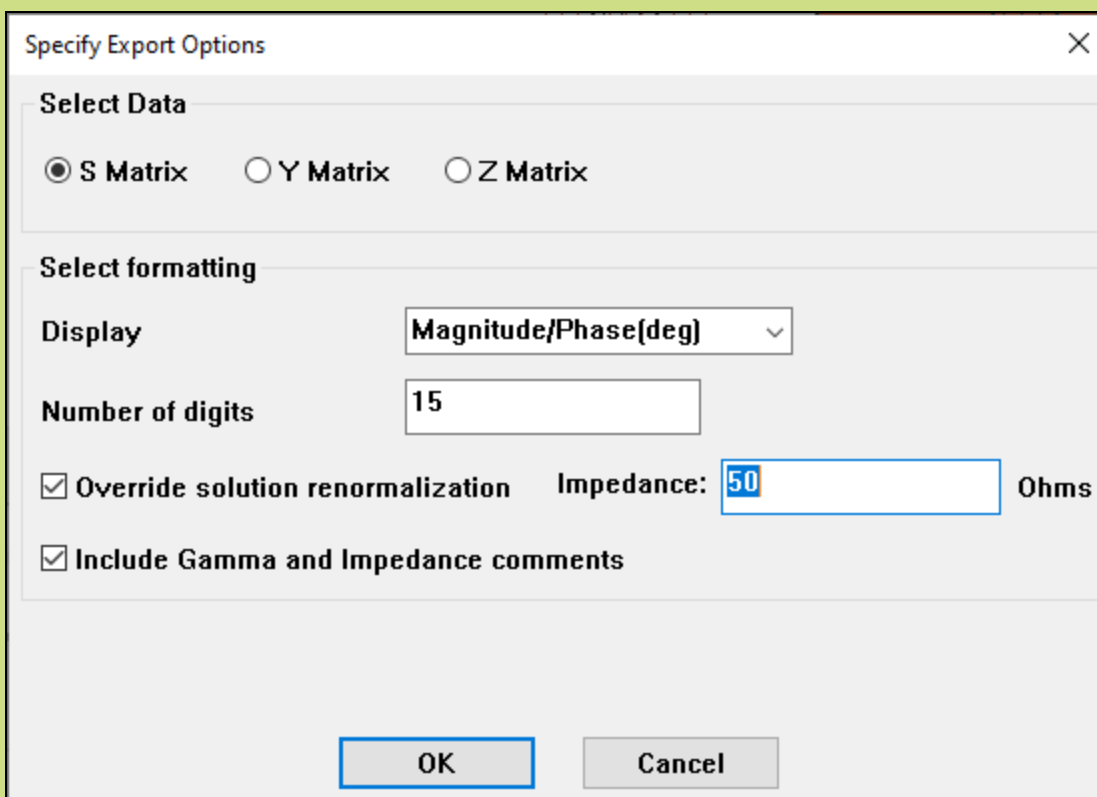 Specify Export Options
Select Data
S Matrix Y Matrix Z Matrix
Select formatting
Display Magnitude/Phase(deg)
Number of digits 15
Override solution renormalization Impedance: 50 Ohms
Include Gamma and Impedance comments
OK Cancel